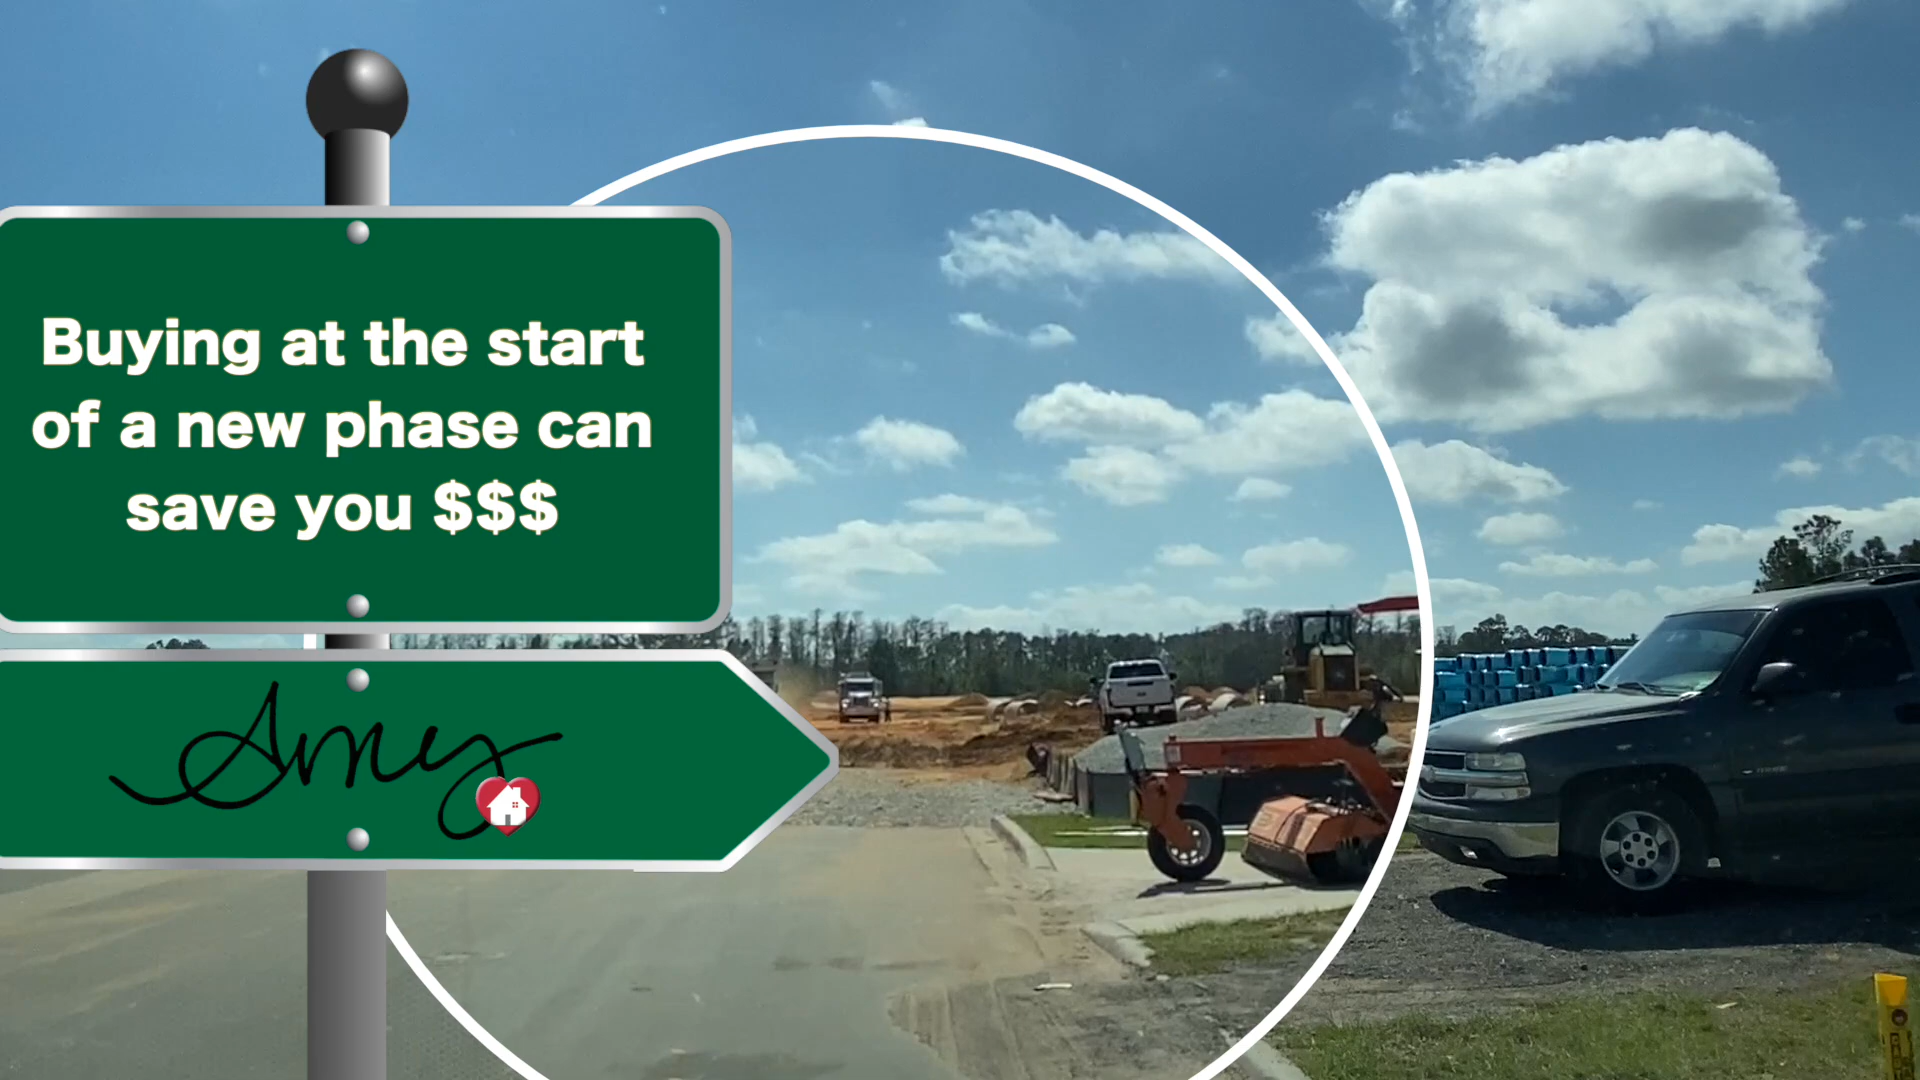 Buying at the start
of a new phase can
save you $$$
Amy